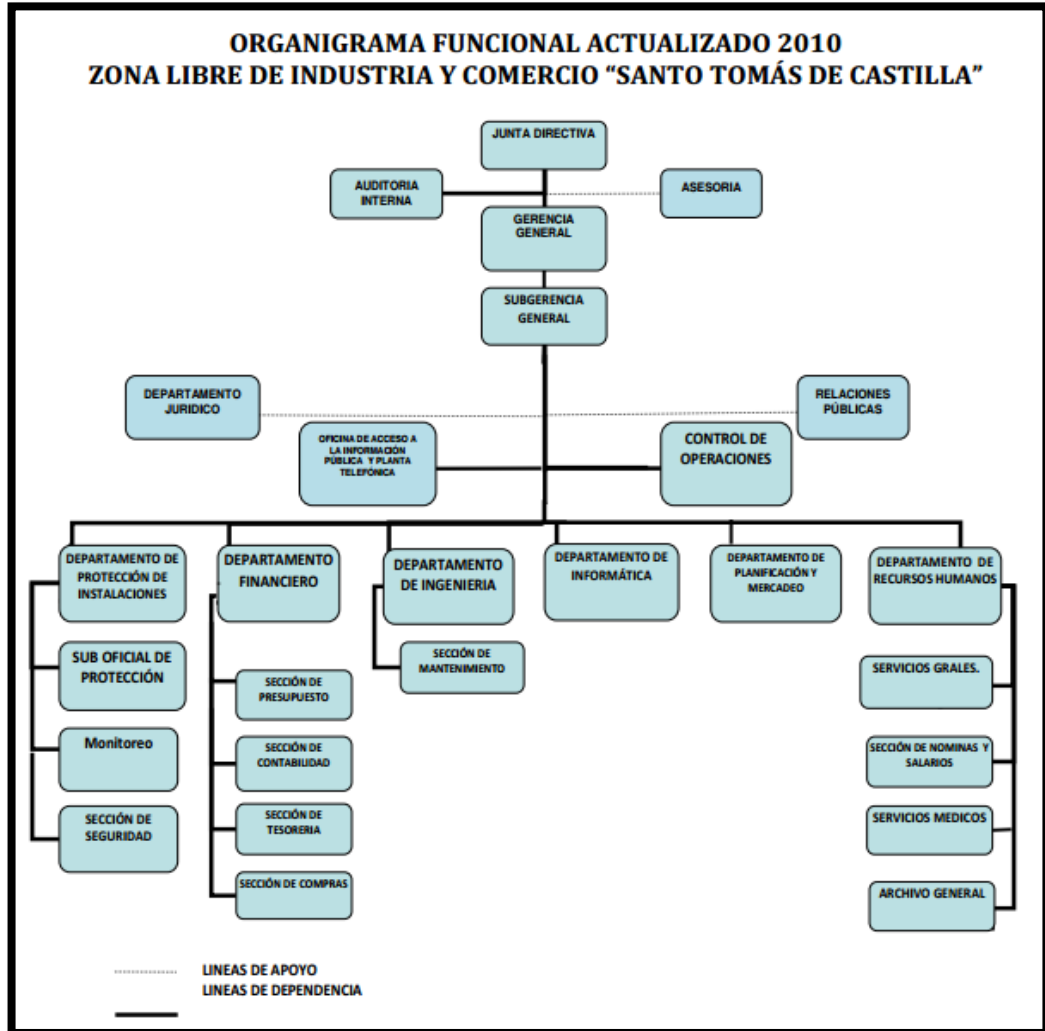 ORGANIGRAMA FUNCIONAL ACTUALIZADO 2010
ZONA LIBRE DE INDUSTRIA Y COMERCIO “SANTO TOMÁS DE CASTILLA”
JUNTA DIRECTIVA
AUDITORIA
INTERNA
ASESORIA
GERENCIA
GENERAL
SUBGERENCIA
GENERAL
DEPARTAMENTO
JURIDICO
RELACIONES
PÚBLICAS
OFICINA DE ACCESO A
LA INFORMACIÓN
PÚBLICA Y PLANTA
TELEFÓNICA
CONTROL DE
OPERACIONES
DEPARTAMENTO DE
PROTECCIÓN DE
INSTALACIONES
DEPARTAMENTO
FINANCIERO
DEPARTAMENTO
DE INGENIERIA
DEPARTAMENTO DE
INFORMÁTICA
DEPARTAMENTO DE
PLANIFICACIÓN Y
MERCADEO
DEPARTAMENTO DE
RECURSOS HUMANOS
SUB OFICIAL DE
PROTECCIÓN
Monitoreo
SECCIÓN DE
SEGURIDAD
SECCIÓN DE
PRESUPUESTO
SECCIÓN DE
CONTABILIDAD
SECCIÓN DE
TESORERIA
SECCIÓN DE COMPRAS
SECCIÓN DE
MANTENIMIENTO
SERVICIOS GRALES.
SECCIÓN DE NOMINAS Y
SALARIOS
SERVICIOS MEDICOS
ARCHIVO GENERAL
LINEAS DE APOYO
LINEAS DE DEPENDENCIA